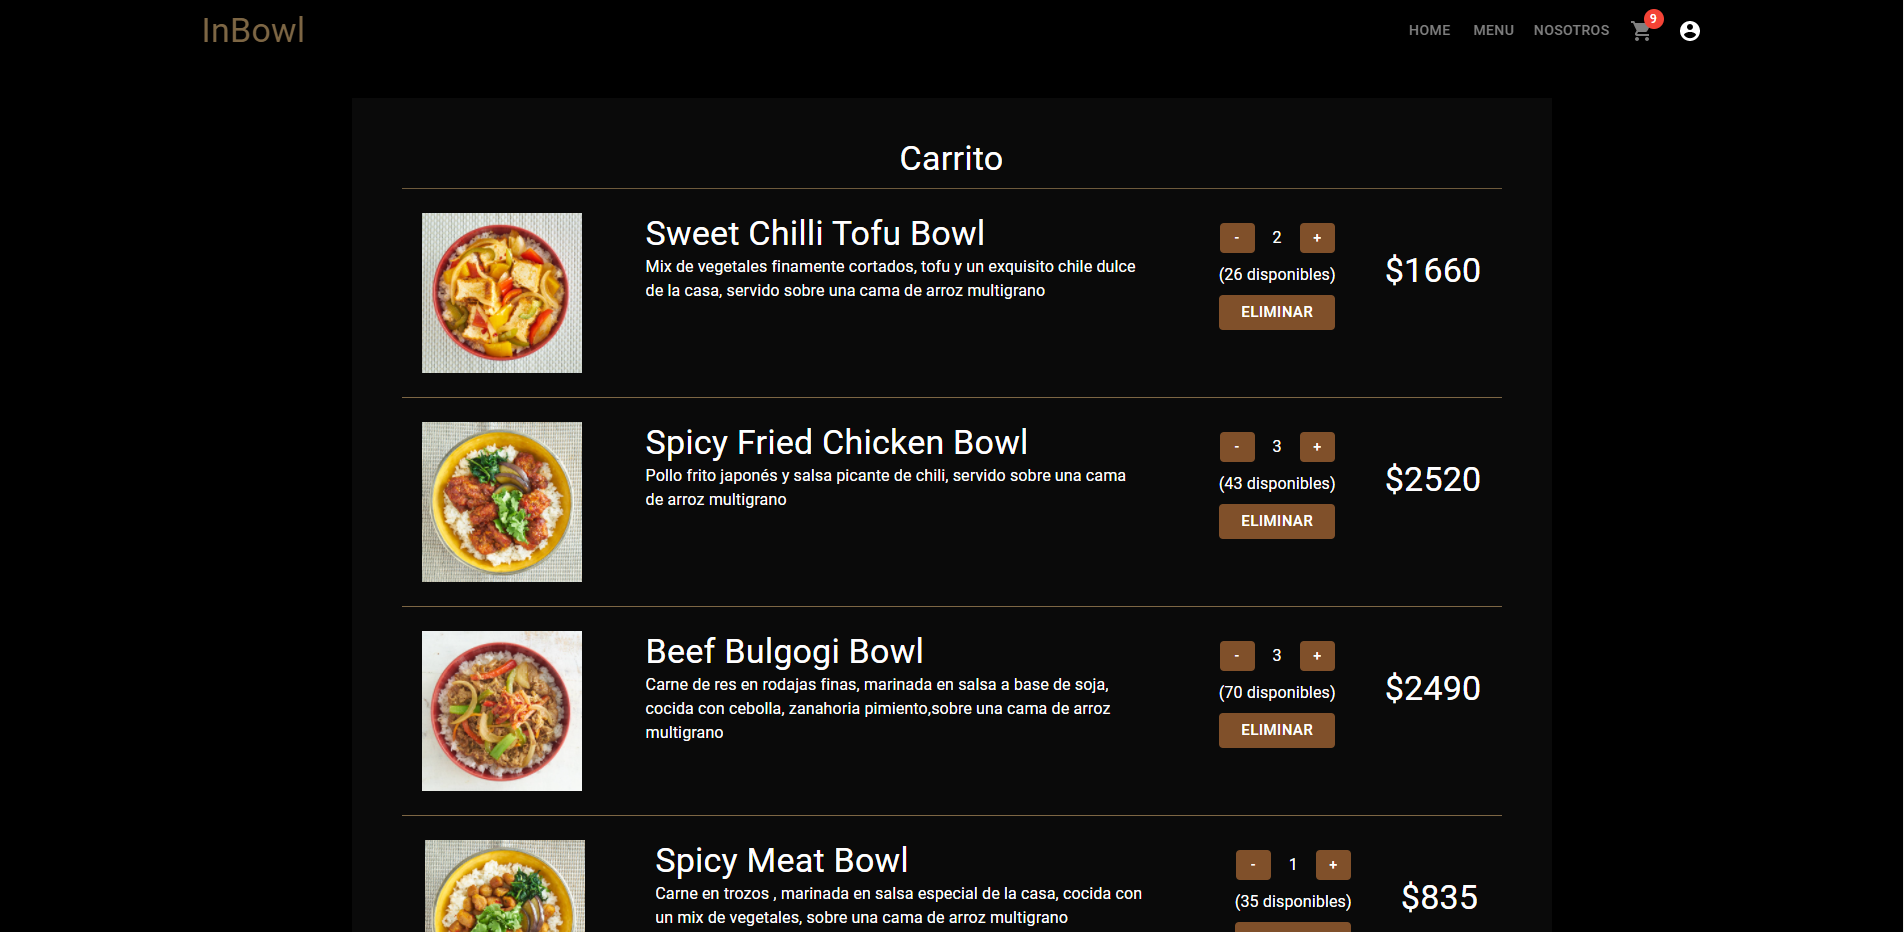 InBowl
HOME MENU NOSOTROS 9
Carrito
Sweet Chilli Tofu Bowl
Mix de vegetales finamente cortados, tofu y un exquisito chile dulce
de la casa, servido sobre una cama de arroz multigrano
- 2 +
(26 disponibles)
ELIMINAR
$1660
Spicy Fried Chicken Bowl
Pollo frito japonés y salsa picante de chili, servido sobre una cama
de arroz multigrano
- 3 +
(43 disponibles)
ELIMINAR
$2520
Beef Bulgogi Bowl
Carne de res en rodajas finas, marinada en salsa a base de soja,
cocida con cebolla, zanahoria pimiento,sobre una cama de arroz
multigrano
- 3 +
(70 disponibles)
ELIMINAR
$2490
Spicy Meat Bowl
Carne en trozos , marinada en salsa especial de la casa, cocida con
un mix de vegetales, sobre una cama de arroz multigrano
- 1 +
(35 disponibles)
$835